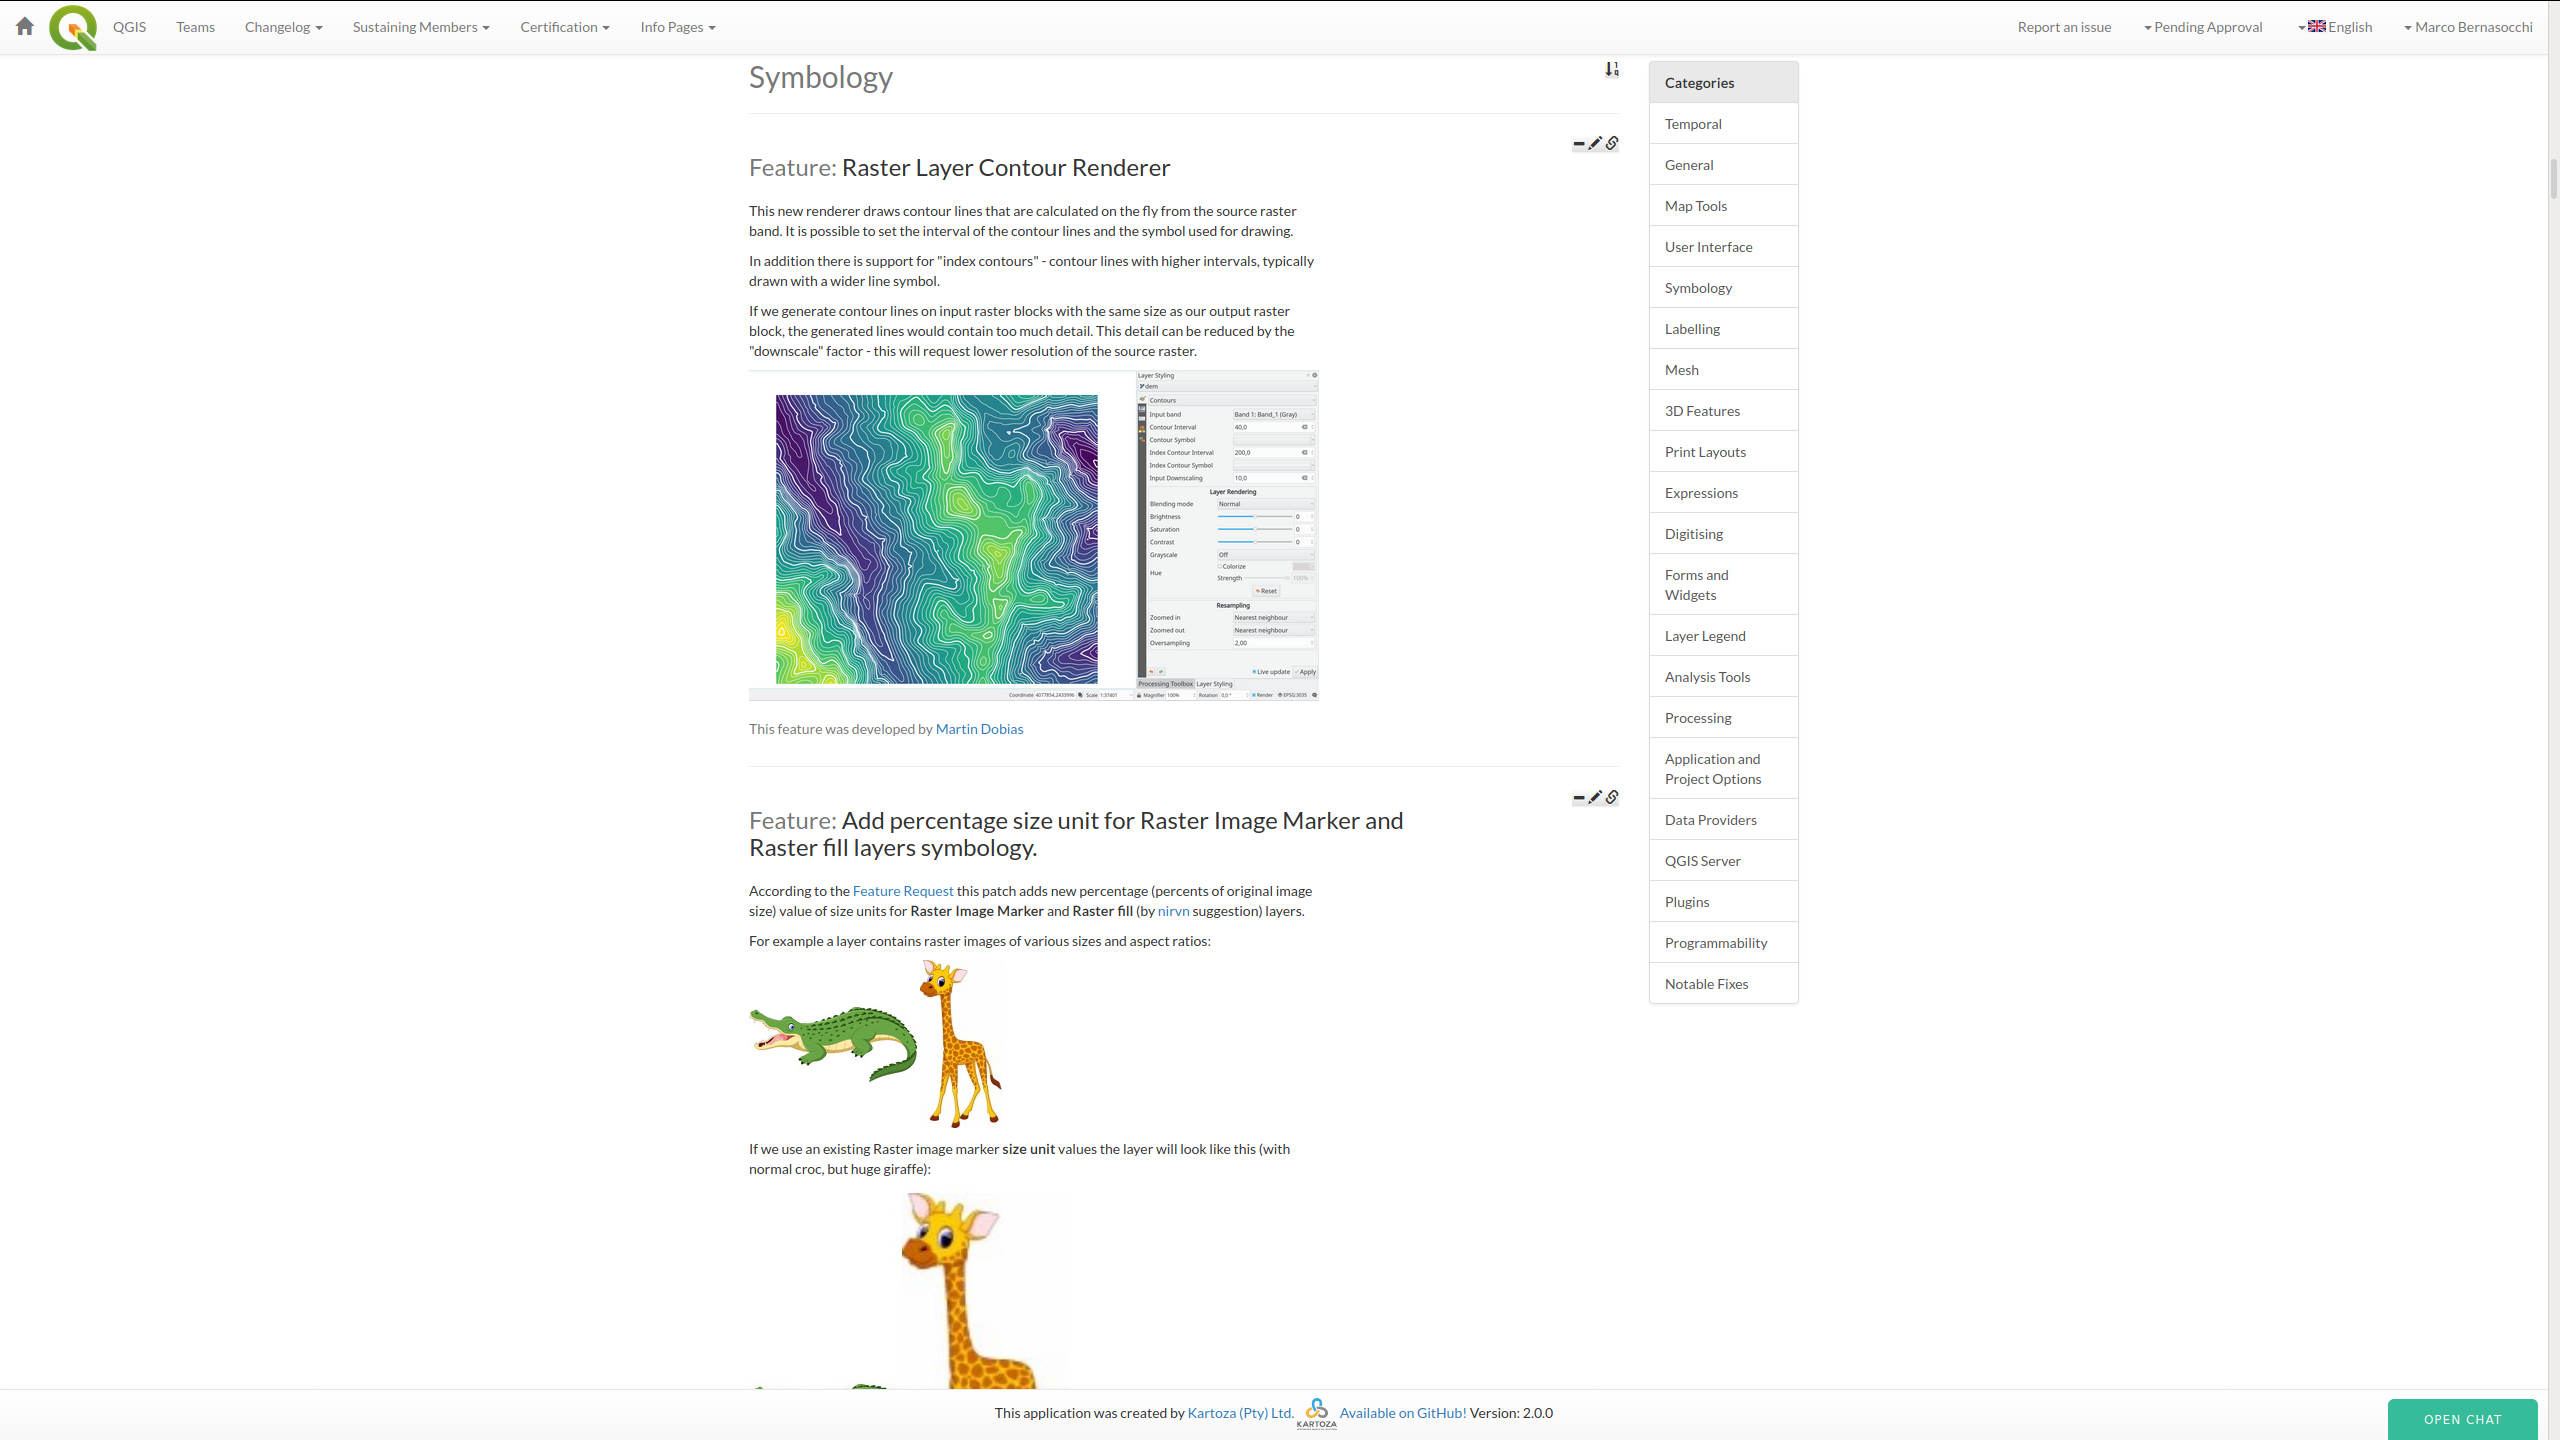 QGIS Teams Changelog Sustaining Members Certification Info Pages Report an issue Pending Approval English Marco Bernasocchi
Symbology
Feature: Raster Layer Contour Renderer
This new renderer draws contour lines that are calculated on the fly from the source raster
band. It is possible to set the interval of the contour lines and the symbol used for drawing.
In addition there is support for "index contours" - contour lines with higher intervals, typically
drawn with a wider line symbol.
If we generate contour lines on input raster blocks with the same size as our output raster
block, the generated lines would contain too much detail. This detail can be reduced by the
"downscale" factor - this will request lower resolution of the source raster.
Layer Styling
dem
Contours
Input band Band 1: Band_1 (Gray)
Contour Interval 40,0
Contour Symbol
Index Contour Interval 200,0
Index Contour Symbol
Input Downscaling 10,0
Layer Rendering
Blending mode Normal
Brightness 0
Saturation 0
Contrast 0
Grayscale Off
Hue Colorize
Strength 100%
Reset
Resampling
Zoomed in Nearest neighbour
Zoomed out Nearest neighbour
Oversampling 2,00
Live update Apply
Processing Toolbox Layer Styling
Coordinate 4077854,2433996 Scale 1:37401 Magnifier 100% Rotation 0,0 ° Render EPSG:3035
This feature was developed by Martin Dobias
Feature: Add percentage size unit for Raster Image Marker and
Raster fill layers symbology.
According to the Feature Request this patch adds new percentage (percents of original image
size) value of size units for Raster Image Marker and Raster fill (by nirvn suggestion) layers.
For example a layer contains raster images of various sizes and aspect ratios:
If we use an existing Raster image marker size unit values the layer will look like this (with
normal croc, but huge giraffe):
Categories
Temporal
General
Map Tools
User Interface
Symbology
Labelling
Mesh
3D Features
Print Layouts
Expressions
Digitising
Forms and
Widgets
Layer Legend
Analysis Tools
Processing
Application and
Project Options
Data Providers
QGIS Server
Plugins
Programmability
Notable Fixes
This application was created by Kartoza (Pty) Ltd. KARTOZA Available on GitHub! Version: 2.0.0
OPEN CHAT